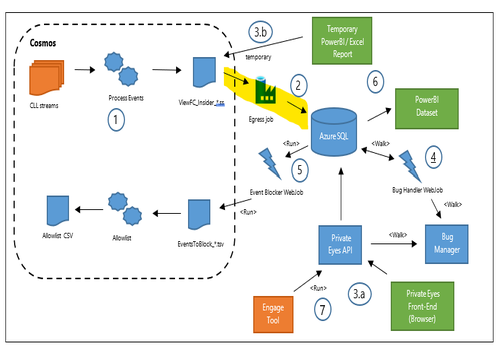 Cosmos
CLL streams
Process Events
1
ViewFC_Insider_*.ss
3.b
temporary
Temporary
PowerBI / Excel
Report
2
Egress job
6
PowerBI
Dataset
Azure SQL
<Run>
<Walk>
5
4
Event Blocker WebJob
Bug Handler WebJob
<Run>
<Walk>
Allowlist CSV
Allowlist
EventsToBlock_*.tsv
Private
Eyes API
<Walk>
Bug
Manager
<Run>
Engage
Tool
7
3.a
Private Eyes
Front-End
(Browser)